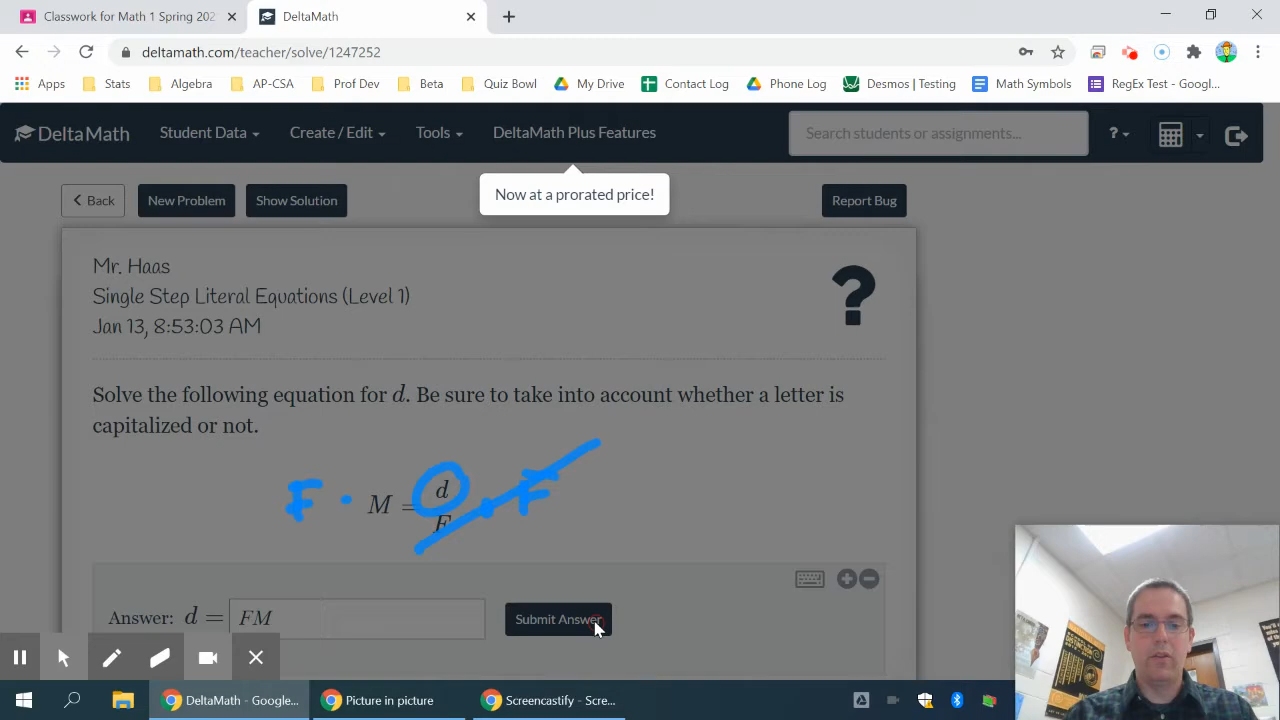 Classwork for Math 1 Spring 202
DeltaMath
deltamath.com/teacher/solve/1247252
Apps Stats Algebra AP-CSA Prof Dev Beta Quiz Bowl My Drive Contact Log Phone Log Desmos | Testing Math Symbols RegEx Test - Googl...
DeltaMath Student Data Create / Edit Tools DeltaMath Plus Features Search students or assignments... ?
Now at a prorated price!
Back New Problem Show Solution Report Bug
Mr. Haas
Single Step Literal Equations (Level 1)
Jan 13, 8:53:03 AM
?
Solve the following equation for d. Be sure to take into account whether a letter is
capitalized or not.
F · M = d/F · F
Answer: d = FM Submit Answer
DeltaMath - Google... Picture in picture Screencastify - Scre...